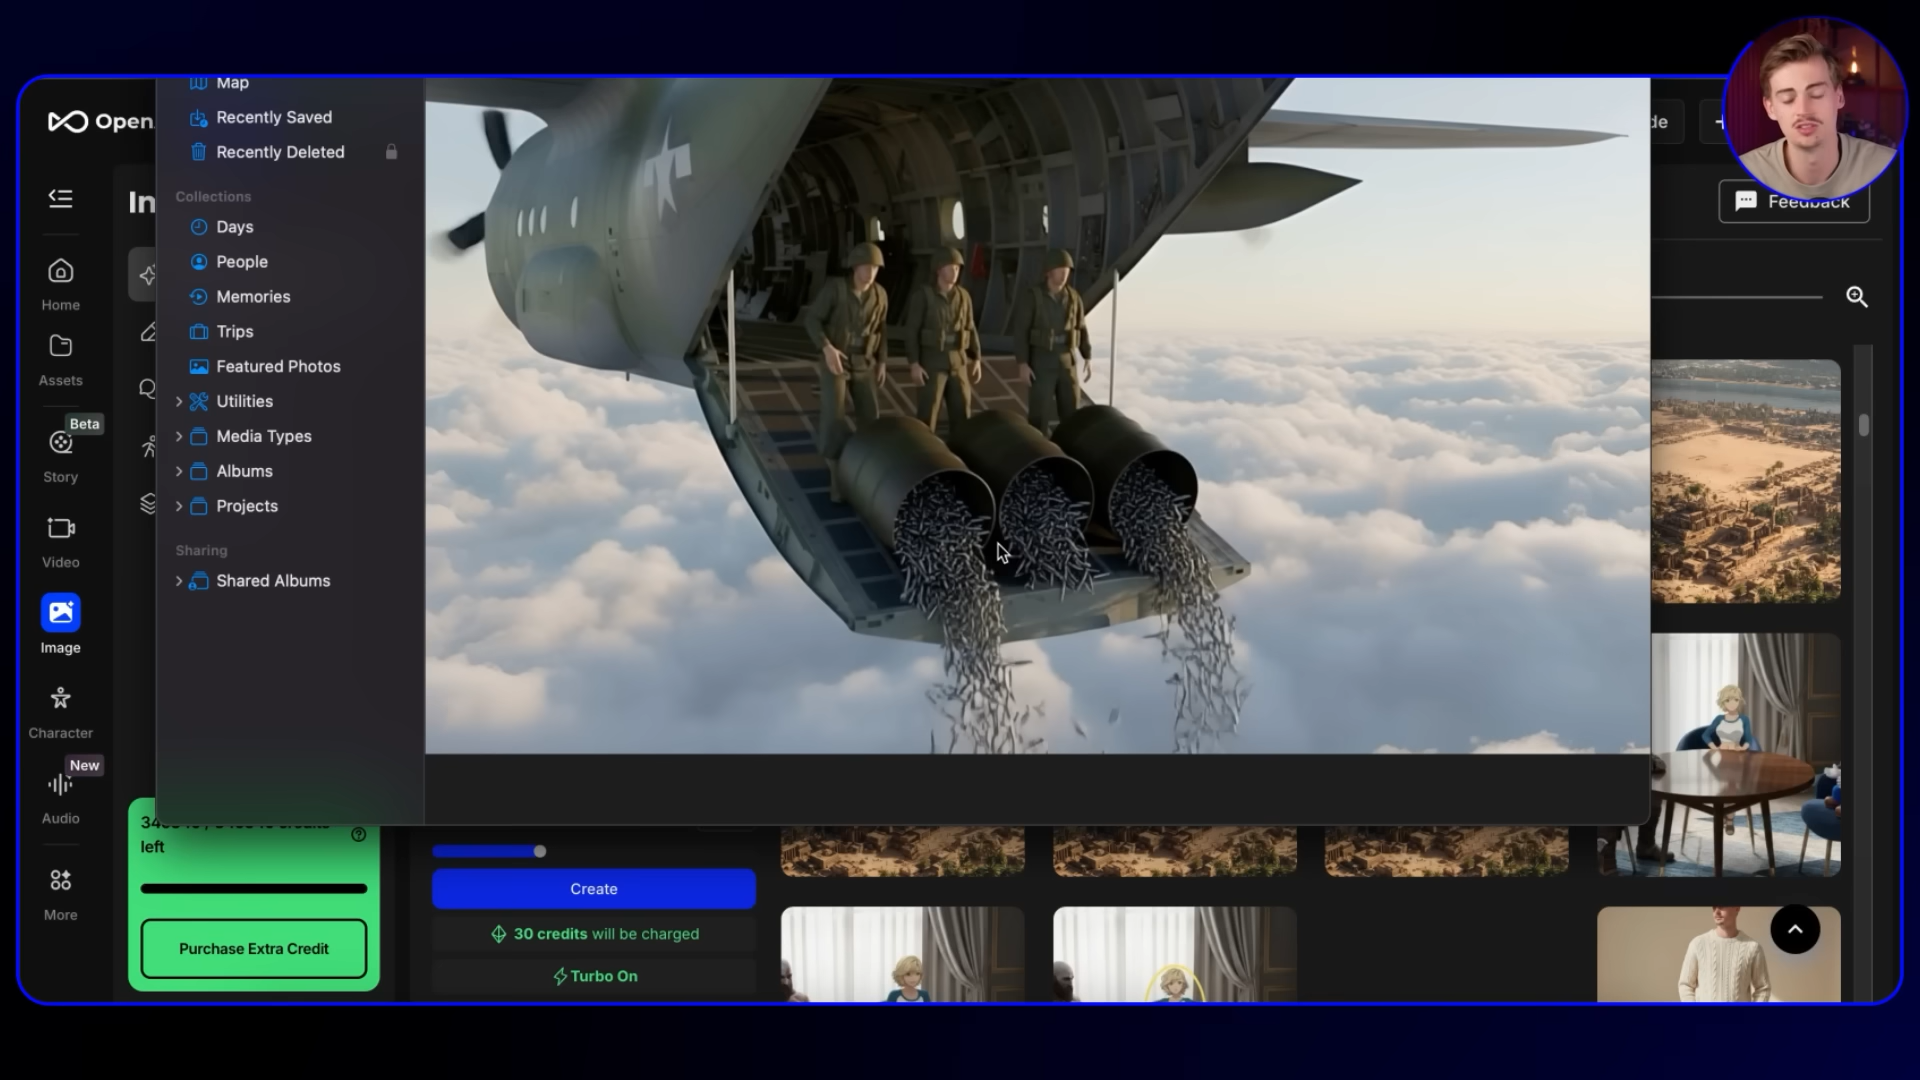 Open
Map
Recently Saved
Recently Deleted
Collections
Days
People
Memories
Trips
Featured Photos
Utilities
Media Types
Albums
Projects
Sharing
Shared Albums
In
Home
Assets
Beta
Story
Video
Image
Character
New
Audio
More
left
Purchase Extra Credit
Create
30 credits will be charged
Turbo On
de
Feedback